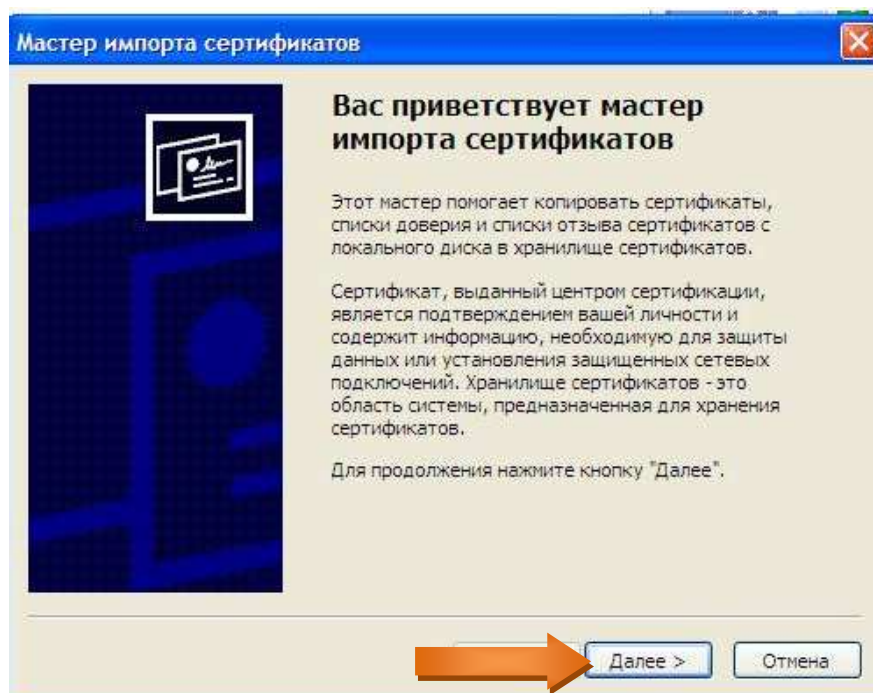 Мастер импорта сертификатов
Вас приветствует мастер
импорта сертификатов
Этот мастер помогает копировать сертификаты,
списки доверия и списки отзыва сертификатов с
локального диска в хранилище сертификатов.
Сертификат, выданный центром сертификации,
является подтверждением вашей личности и
содержит информацию, необходимую для защиты
данных или установления защищенных сетевых
подключений. Хранилище сертификатов - это
область системы, предназначенная для хранения
сертификатов.
Для продолжения нажмите кнопку "Далее".
Далее >
Отмена